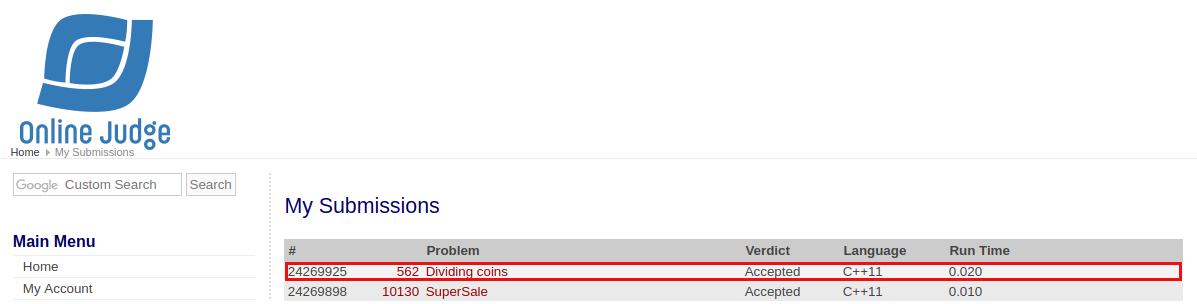 Online Judge
Home My Submissions
Google Custom Search Search
My Submissions
Main Menu
# Problem Verdict Language Run Time
Home
24269925 562 Dividing coins Accepted C++11 0.020
My Account
24269898 10130 SuperSale Accepted C++11 0.010